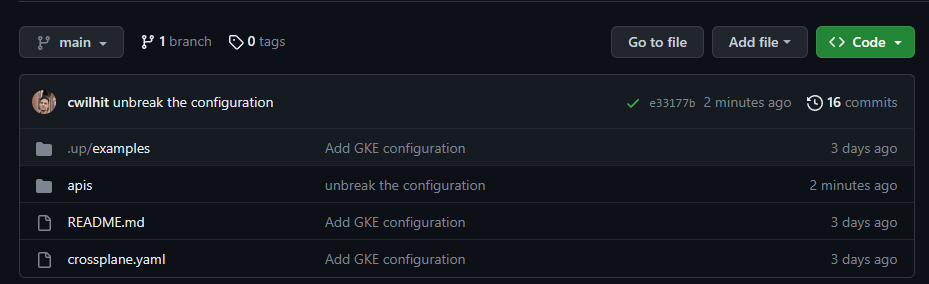 main 1 branch 0 tags Go to file Add file Code
cwilhit unbreak the configuration e33177b 2 minutes ago 16 commits
.up/examples Add GKE configuration 3 days ago
apis unbreak the configuration 2 minutes ago
README.md Add GKE configuration 3 days ago
crossplane.yaml Add GKE configuration 3 days ago